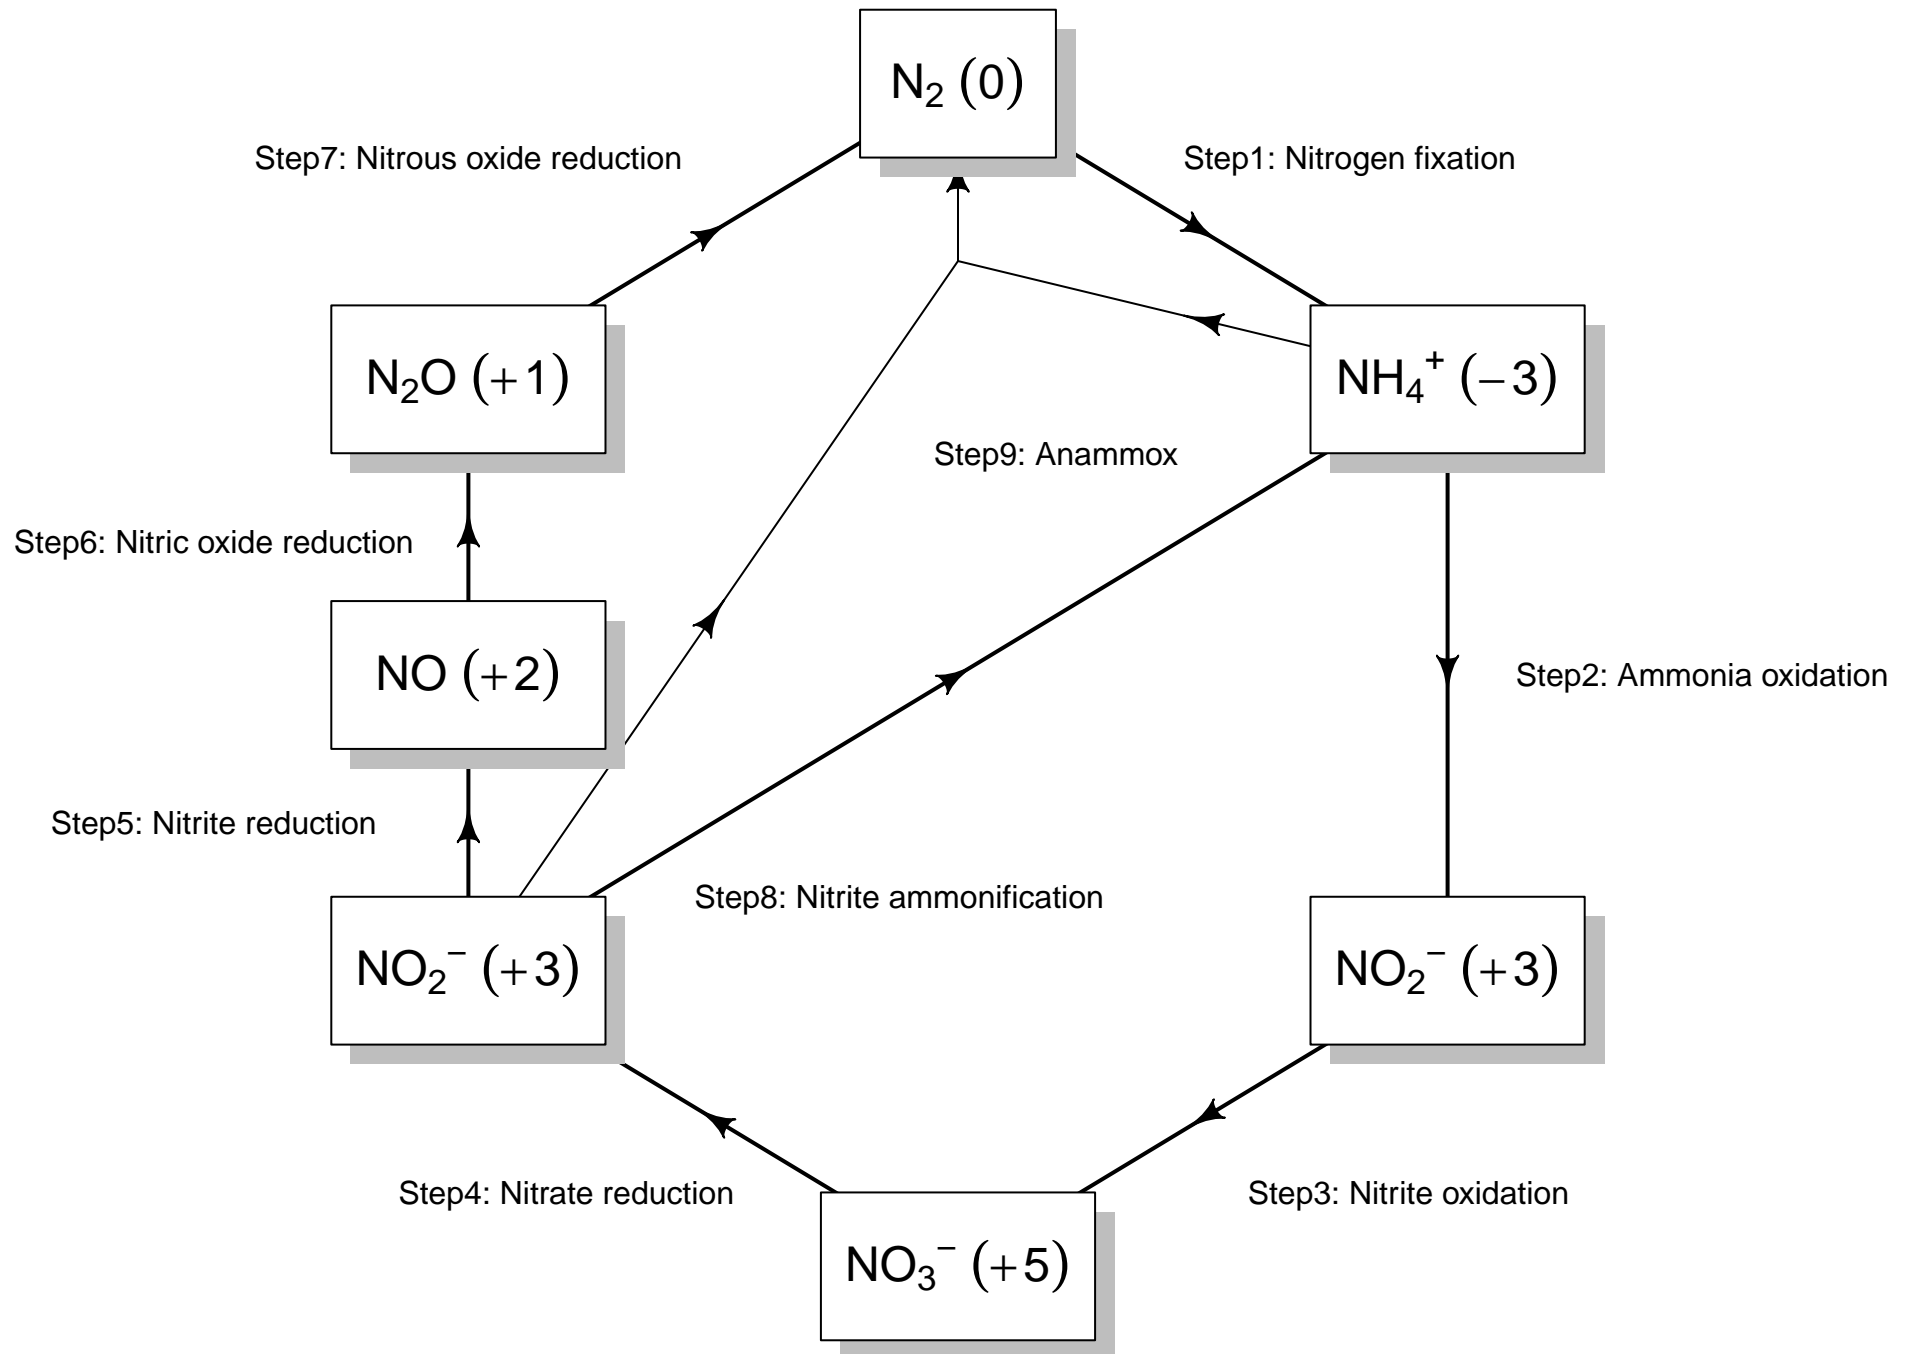 N₂ (0)
Step7: Nitrous oxide reduction
Step1: Nitrogen fixation
N₂O (+1)
NH₄⁺ (−3)
Step9: Anammox
Step6: Nitric oxide reduction
NO (+2)
Step2: Ammonia oxidation
Step5: Nitrite reduction
Step8: Nitrite ammonification
NO₂⁻ (+3)
NO₂⁻ (+3)
Step4: Nitrate reduction
Step3: Nitrite oxidation
NO₃⁻ (+5)